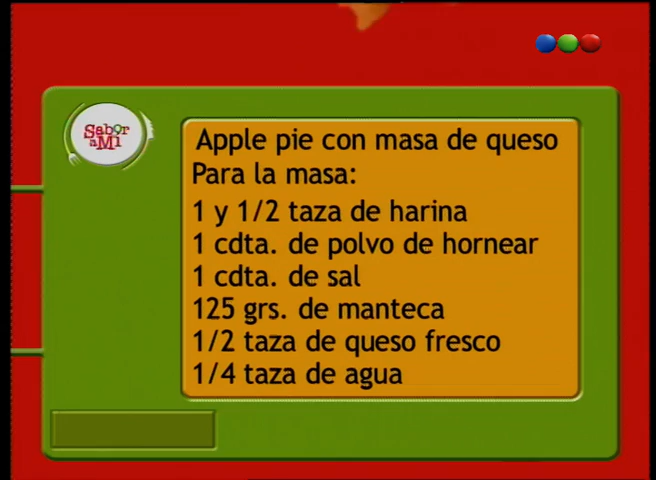 Sabor
a Mi
Apple pie con masa de queso
Para la masa:
1 y 1/2 taza de harina
1 cdta. de polvo de hornear
1 cdta. de sal
125 grs. de manteca
1/2 taza de queso fresco
1/4 taza de agua